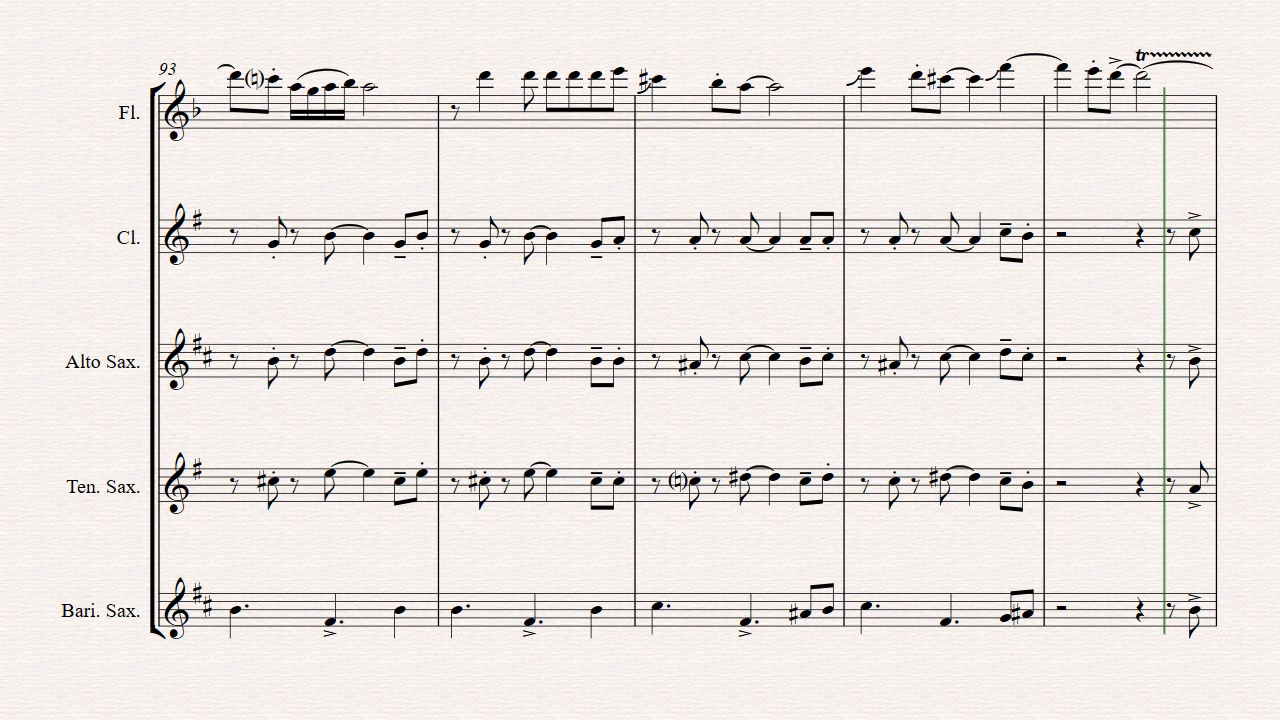 93
tr
Fl.
Cl.
Alto Sax.
Ten. Sax.
Bari. Sax.